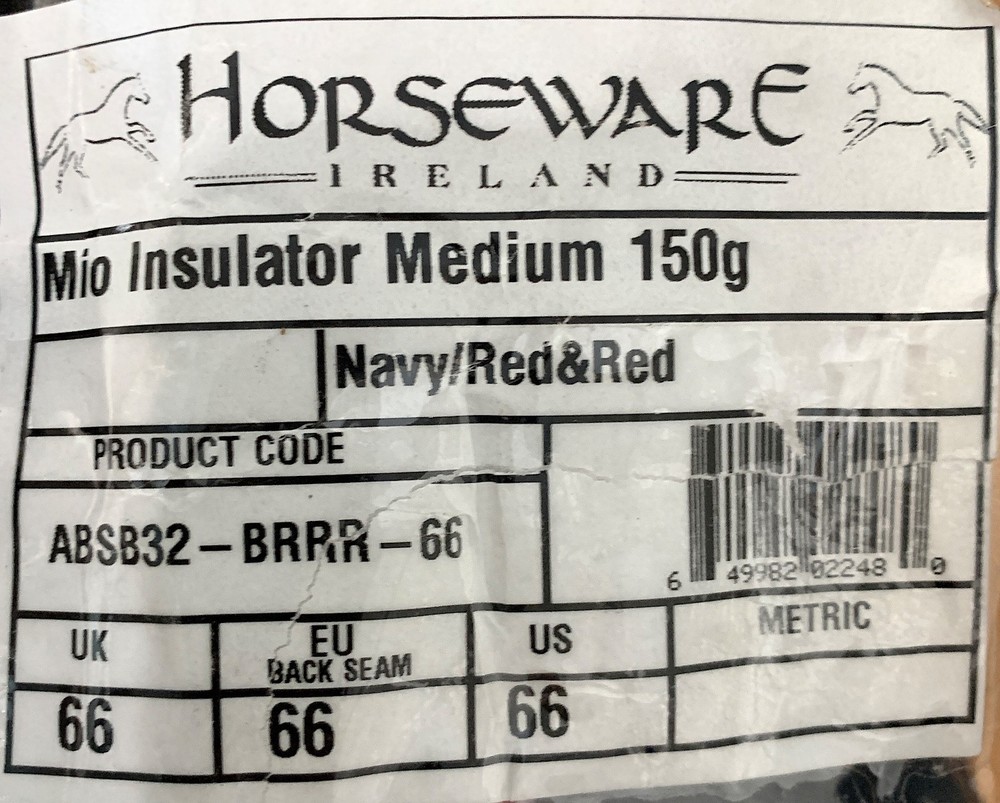 HORSEWARE
IRELAND
Mio Insulator Medium 150g
Navy/Red&Red
PRODUCT CODE
ABSB32-BRRR-66
6 49982 02248 0
UK EU US METRIC
BACK SEAM
66 66 66